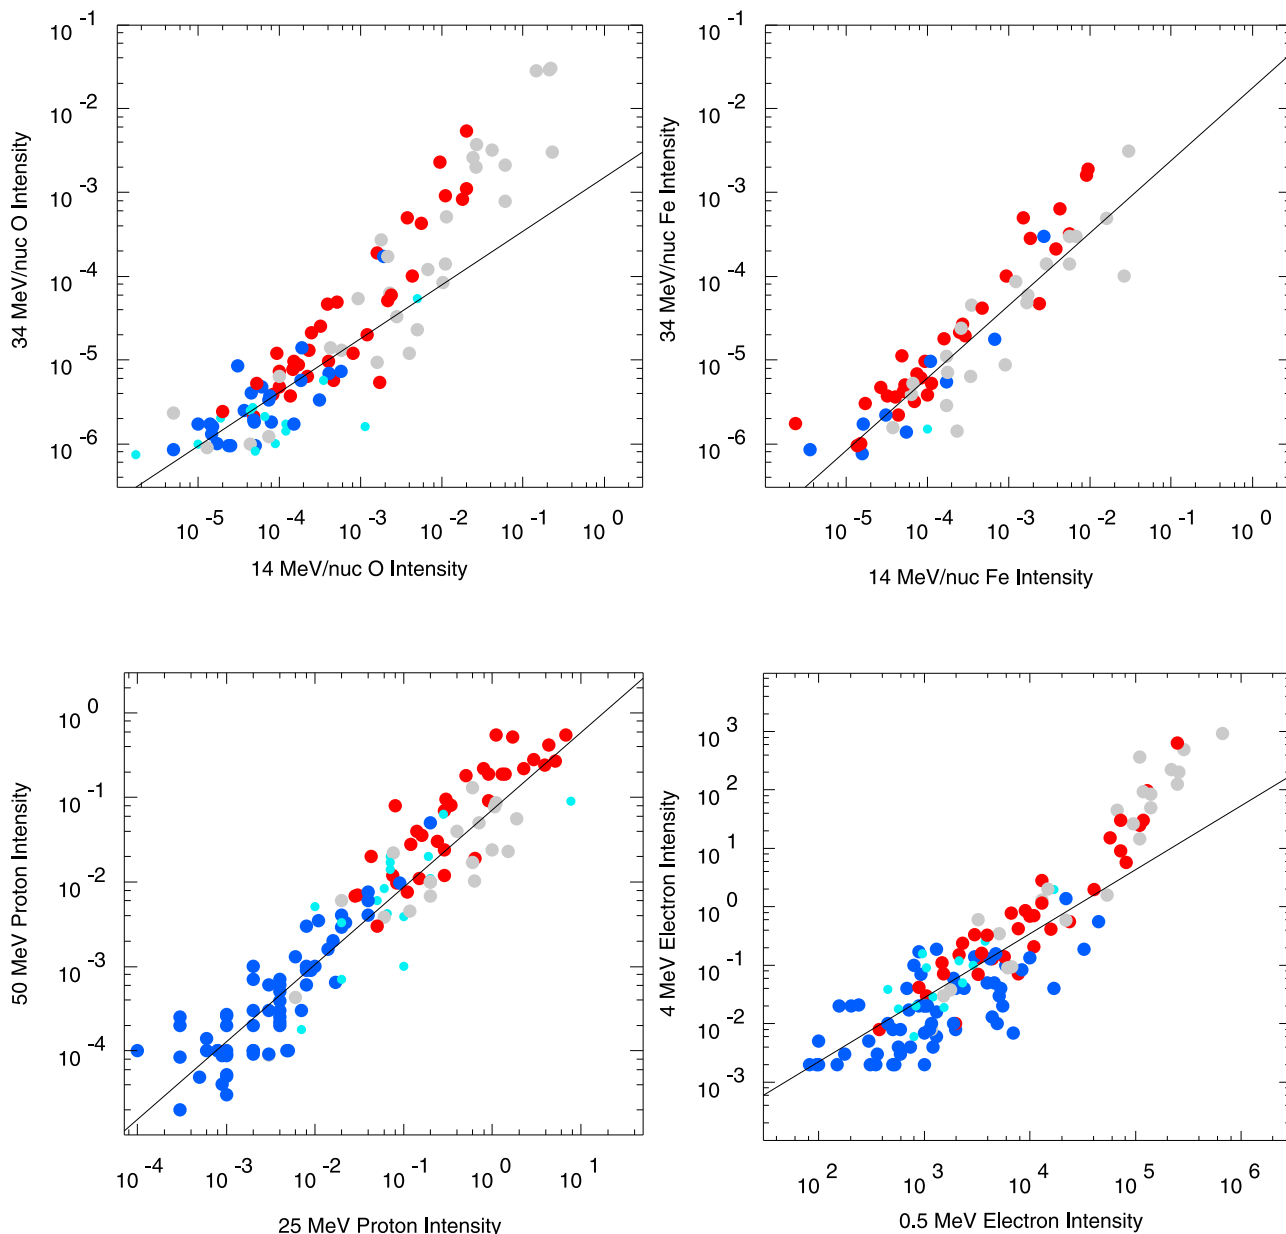 10^-1
10^-2
10^-3
10^-4
10^-5
10^-6
34 MeV/nuc O Intensity
10^-5 10^-4 10^-3 10^-2 10^-1 10^0
14 MeV/nuc O Intensity
10^-1
10^-2
10^-3
10^-4
10^-5
10^-6
34 MeV/nuc Fe Intensity
10^-5 10^-4 10^-3 10^-2 10^-1 10^0
14 MeV/nuc Fe Intensity
10^0
10^-1
10^-2
10^-3
10^-4
50 MeV Proton Intensity
10^-4 10^-3 10^-2 10^-1 10^0 10^1
25 MeV Proton Intensity
10^3
10^2
10^1
10^0
10^-1
10^-2
10^-3
4 MeV Electron Intensity
10^2 10^3 10^4 10^5 10^6
0.5 MeV Electron Intensity